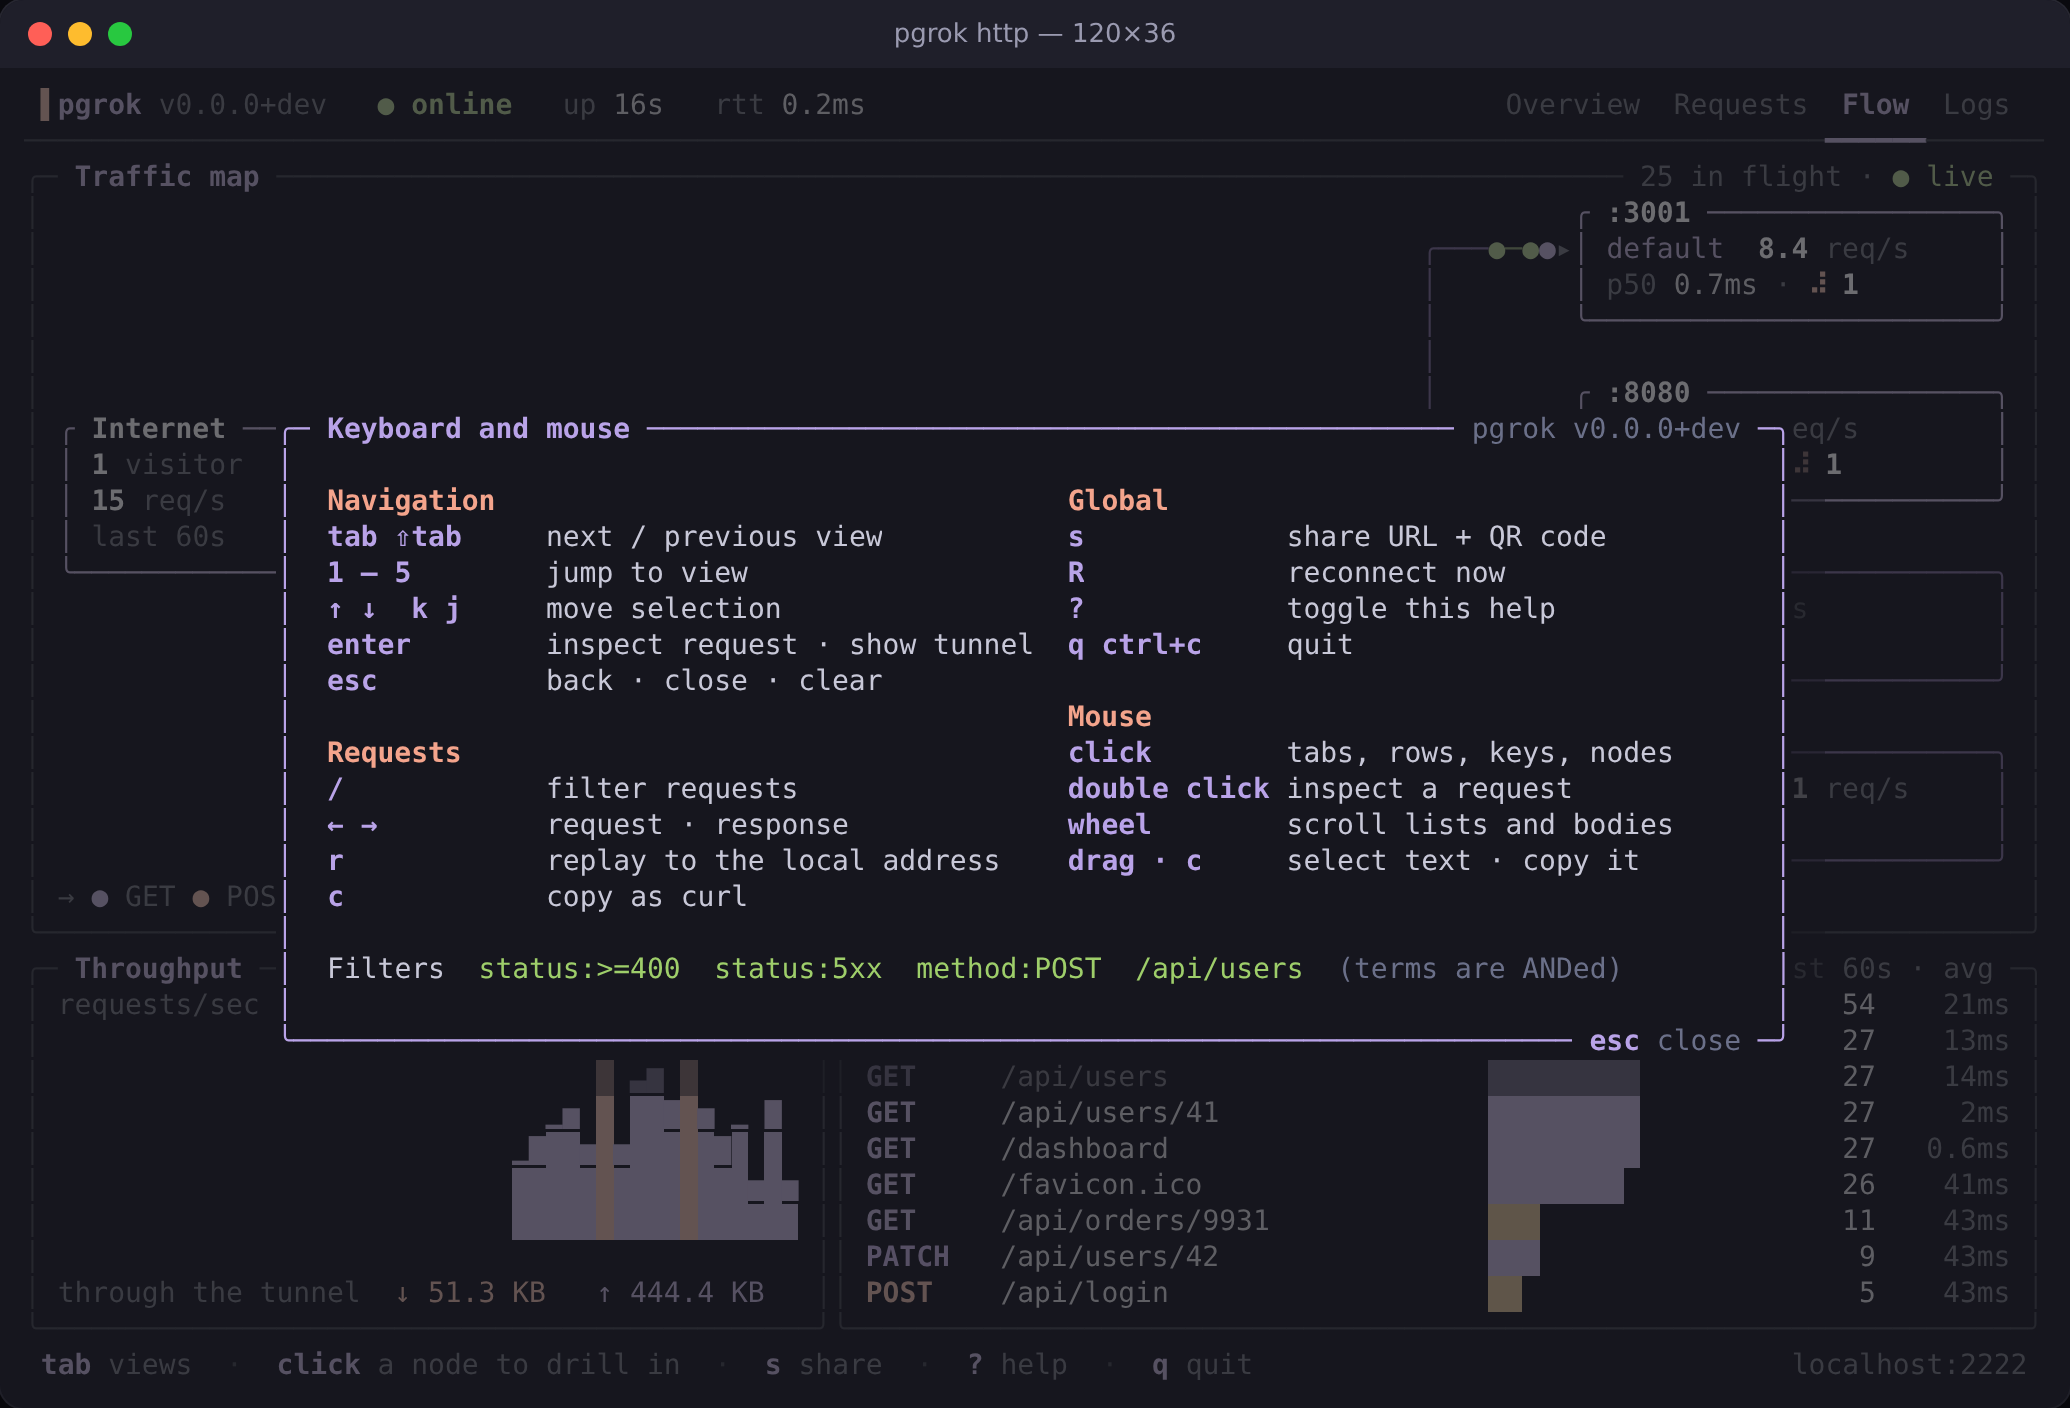 pgrok http — 120×36
pgrok v0.0.0+dev ● online up 16s rtt 0.2ms Overview Requests Flow Logs
Traffic map 25 in flight · ● live
:3001
default 8.4 req/s
p50 0.7ms · 1
:8080
Internet
1 visitor
15 req/s
last 60s
eq/s
1
s
1 req/s
Keyboard and mouse pgrok v0.0.0+dev
Navigation
tab ⇧tab next / previous view
1 – 5 jump to view
↑ ↓ k j move selection
enter inspect request · show tunnel
esc back · close · clear
Requests
/ filter requests
← → request · response
r replay to the local address
c copy as curl
Global
s share URL + QR code
R reconnect now
? toggle this help
q ctrl+c quit
Mouse
click tabs, rows, keys, nodes
double click inspect a request
wheel scroll lists and bodies
drag · c select text · copy it
Filters status:>=400 status:5xx method:POST /api/users (terms are ANDed)
esc close
→ ● GET ● POS
Throughput
requests/sec
through the tunnel ↓ 51.3 KB ↑ 444.4 KB
st 60s · avg
54 21ms
27 13ms
GET /api/users 27 14ms
GET /api/users/41 27 2ms
GET /dashboard 27 0.6ms
GET /favicon.ico 26 41ms
GET /api/orders/9931 11 43ms
PATCH /api/users/42 9 43ms
POST /api/login 5 43ms
tab views · click a node to drill in · s share · ? help · q quit localhost:2222